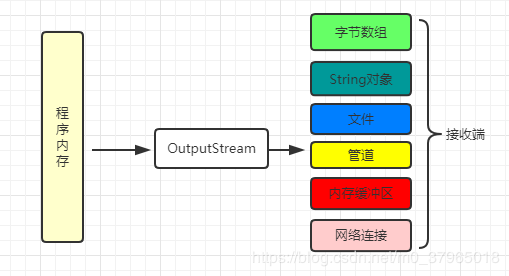 字节数组
String对象
文件
程序内存
OutputStream
管道
接收端
内存缓冲区
网络连接
https://blog.csdn.net/m0_37985018